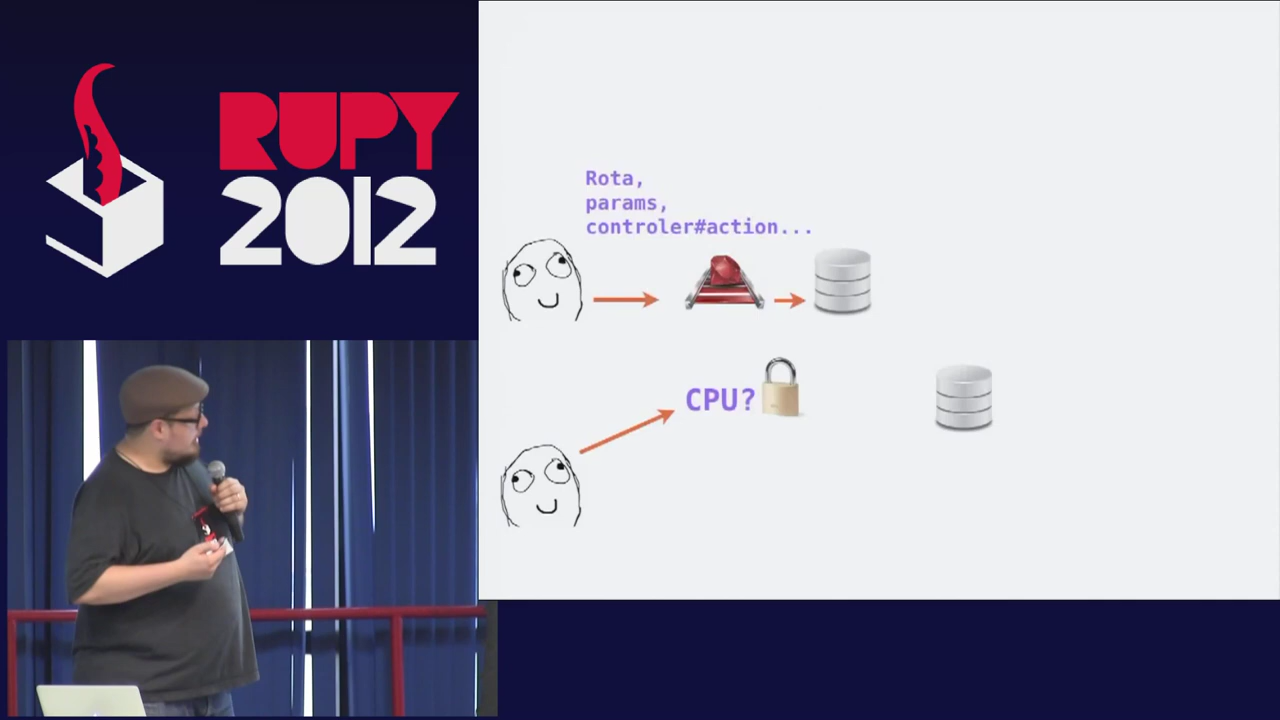 RUPY
2012
Rota,
params,
controler#action...
CPU?